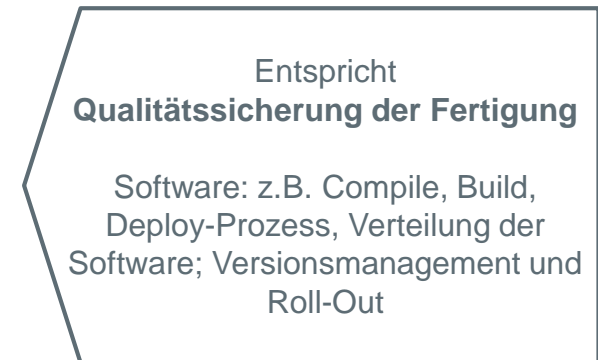 Entspricht
Qualitätssicherung der Fertigung
Software: z.B. Compile, Build,
Deploy-Prozess, Verteilung der
Software; Versionsmanagement und
Roll-Out